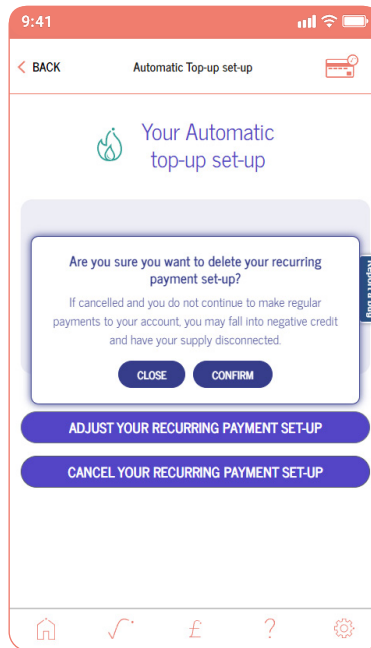 9:41
BACK
Automatic Top-up set-up
Your Automatic
top-up set-up
Are you sure you want to delete your recurring
payment set-up?
If cancelled and you do not continue to make regular
payments to your account, you may fall into negative credit
and have your supply disconnected.
CLOSE
CONFIRM
Report a bug
ADJUST YOUR RECURRING PAYMENT SET-UP
CANCEL YOUR RECURRING PAYMENT SET-UP
£
?